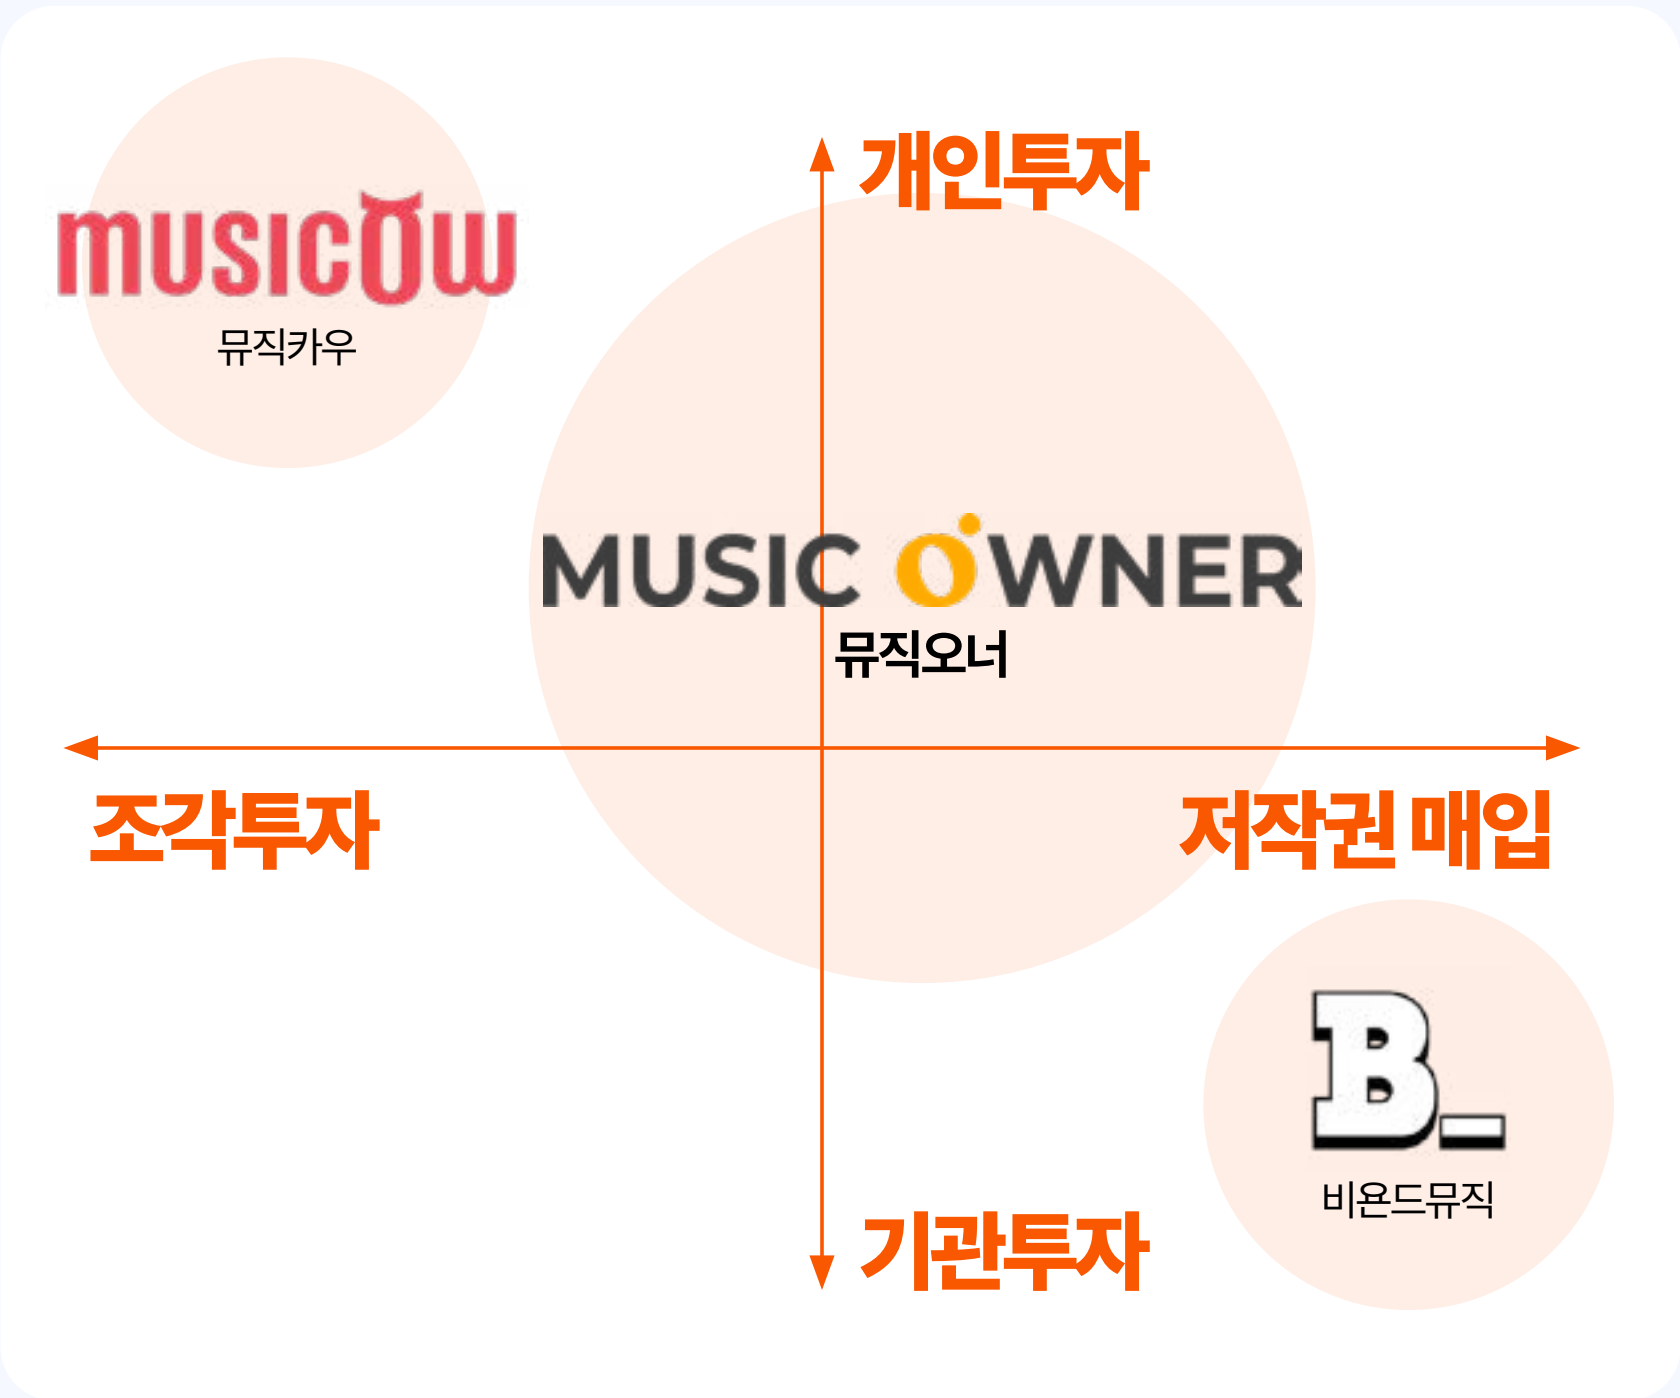 개인투자
musicow
뮤직카우
MUSIC OWNER
뮤직오너
조각투자
저작권 매입
B_
비욘드뮤직
기관투자